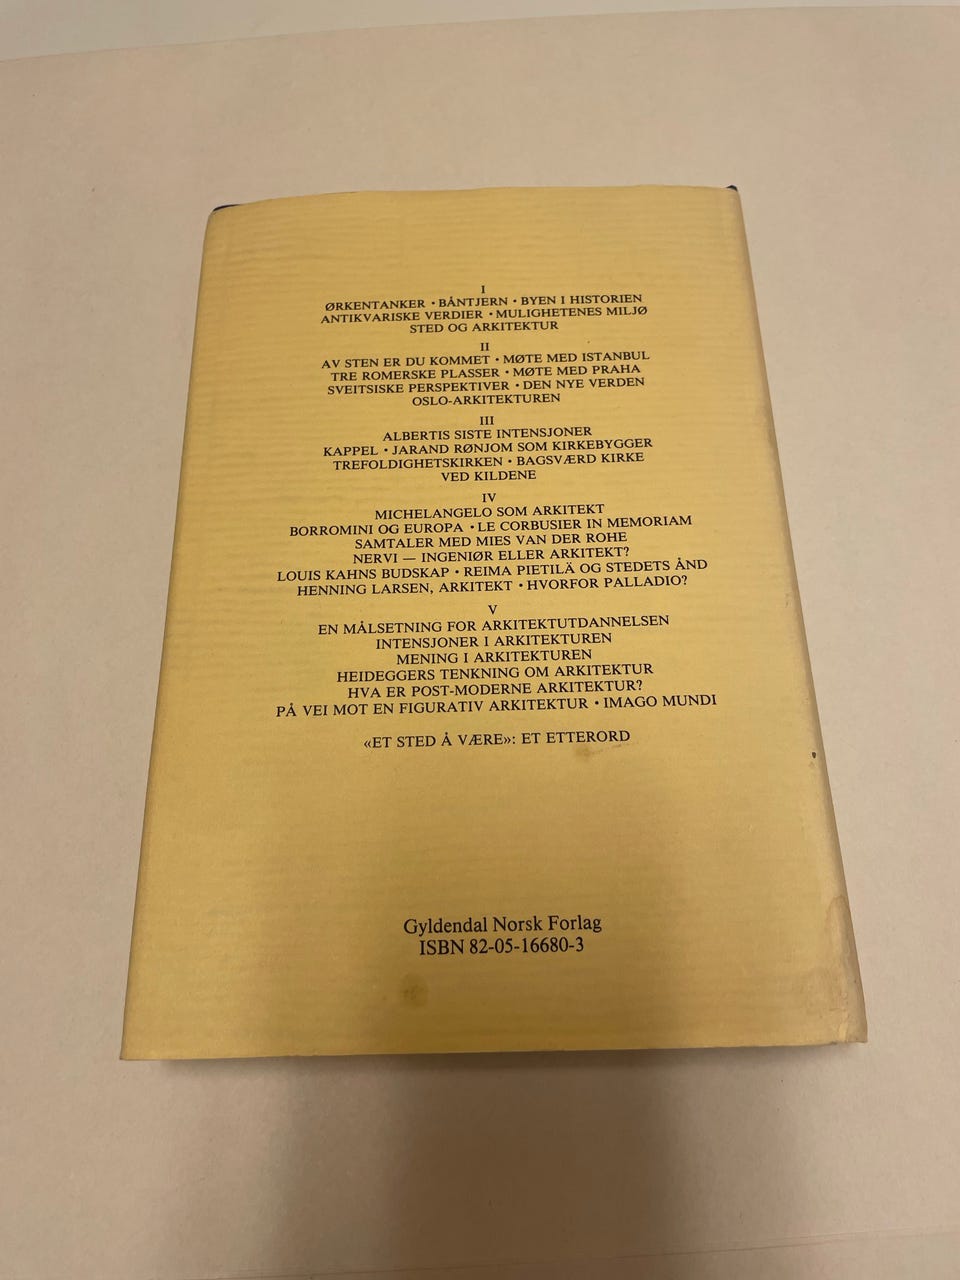 I
ØRKENTANKER • BÅNTJERN • BYEN I HISTORIEN
ANTIKVARISKE VERDIER • MULIGHETENES MILJØ
STED OG ARKITEKTUR
II
AV STEN ER DU KOMMET • MØTE MED ISTANBUL
TRE ROMERSKE PLASSER • MØTE MED PRAHA
SVEITSISKE PERSPEKTIVER • DEN NYE VERDEN
OSLO-ARKITEKTUREN
III
ALBERTIS SISTE INTENSJONER
KAPPEL • JARAND RØNJOM SOM KIRKEBYGGER
TREFOLDIGHETSKIRKEN • BAGSVÆRD KIRKE
VED KILDENE
IV
MICHELANGELO SOM ARKITEKT
BORROMINI OG EUROPA • LE CORBUSIER IN MEMORIAM
SAMTALER MED MIES VAN DER ROHE
NERVI — INGENIØR ELLER ARKITEKT?
LOUIS KAHNS BUDSKAP • REIMA PIETILÄ OG STEDETS ÅND
HENNING LARSEN, ARKITEKT • HVORFOR PALLADIO?
V
EN MÅLSETNING FOR ARKITEKTUTDANNELSEN
INTENSJONER I ARKITEKTUREN
MENING I ARKITEKTUREN
HEIDEGGERS TENKNING OM ARKITEKTUR
HVA ER POST-MODERNE ARKITEKTUR?
PÅ VEI MOT EN FIGURATIV ARKITEKTUR • IMAGO MUNDI
«ET STED Å VÆRE»: ET ETTERORD
Gyldendal Norsk Forlag
ISBN 82-05-16680-3